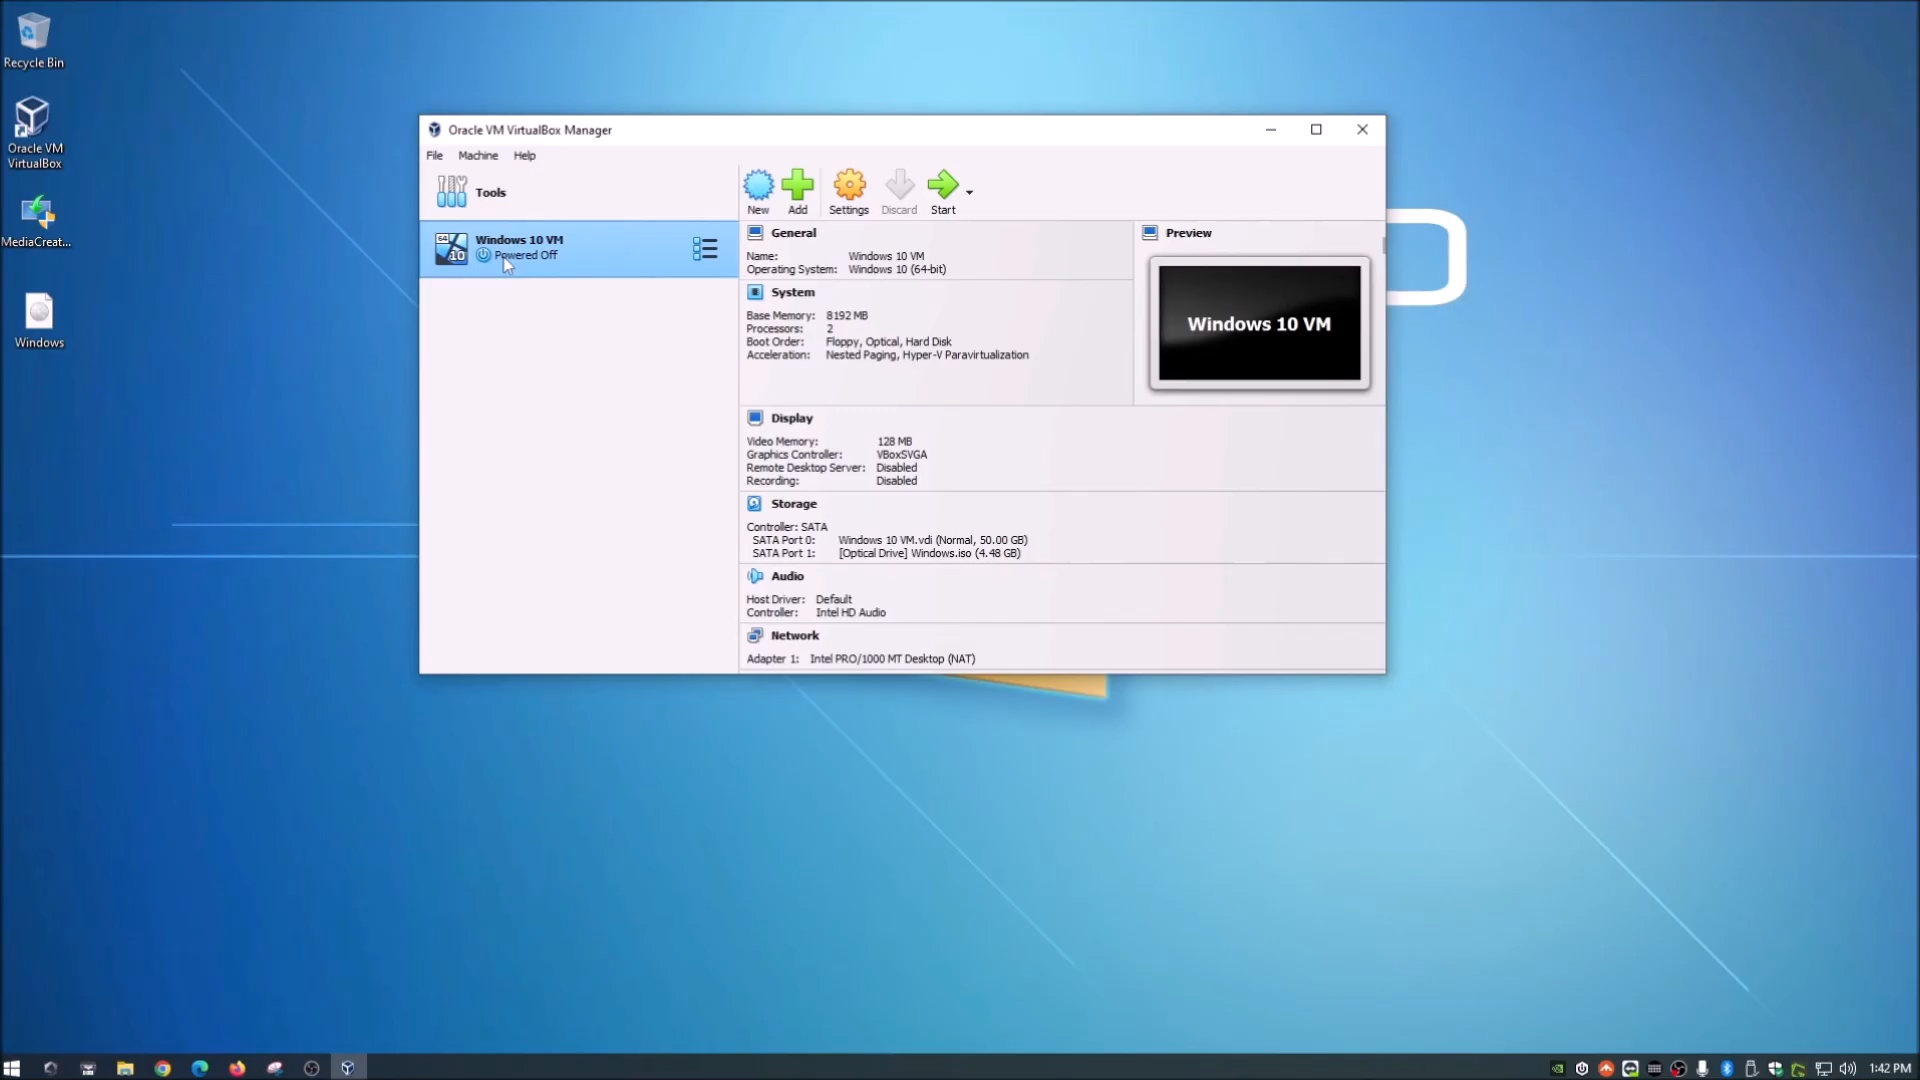 Recycle Bin
Oracle VM
VirtualBox
MediaCreat...
Windows
Oracle VM VirtualBox Manager
File Machine Help
Tools
64
10
Windows 10 VM
Powered Off
New Add Settings Discard Start
General
Name: Windows 10 VM
Operating System: Windows 10 (64-bit)
System
Base Memory: 8192 MB
Processors: 2
Boot Order: Floppy, Optical, Hard Disk
Acceleration: Nested Paging, Hyper-V Paravirtualization
Preview
Windows 10 VM
Display
Video Memory: 128 MB
Graphics Controller: VBoxSVGA
Remote Desktop Server: Disabled
Recording: Disabled
Storage
Controller: SATA
SATA Port 0: Windows 10 VM.vdi (Normal, 50.00 GB)
SATA Port 1: [Optical Drive] Windows.iso (4.48 GB)
Audio
Host Driver: Default
Controller: Intel HD Audio
Network
Adapter 1: Intel PRO/1000 MT Desktop (NAT)
1:42 PM